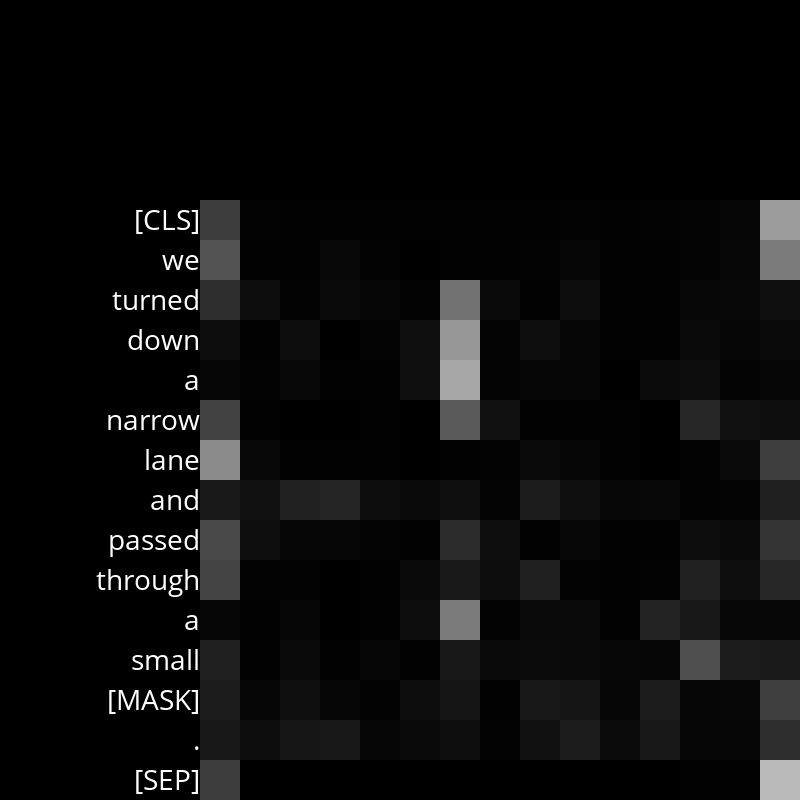 [CLS]
we
turned
down
a
narrow
lane
and
passed
through
a
small
[MASK]
.
[SEP]